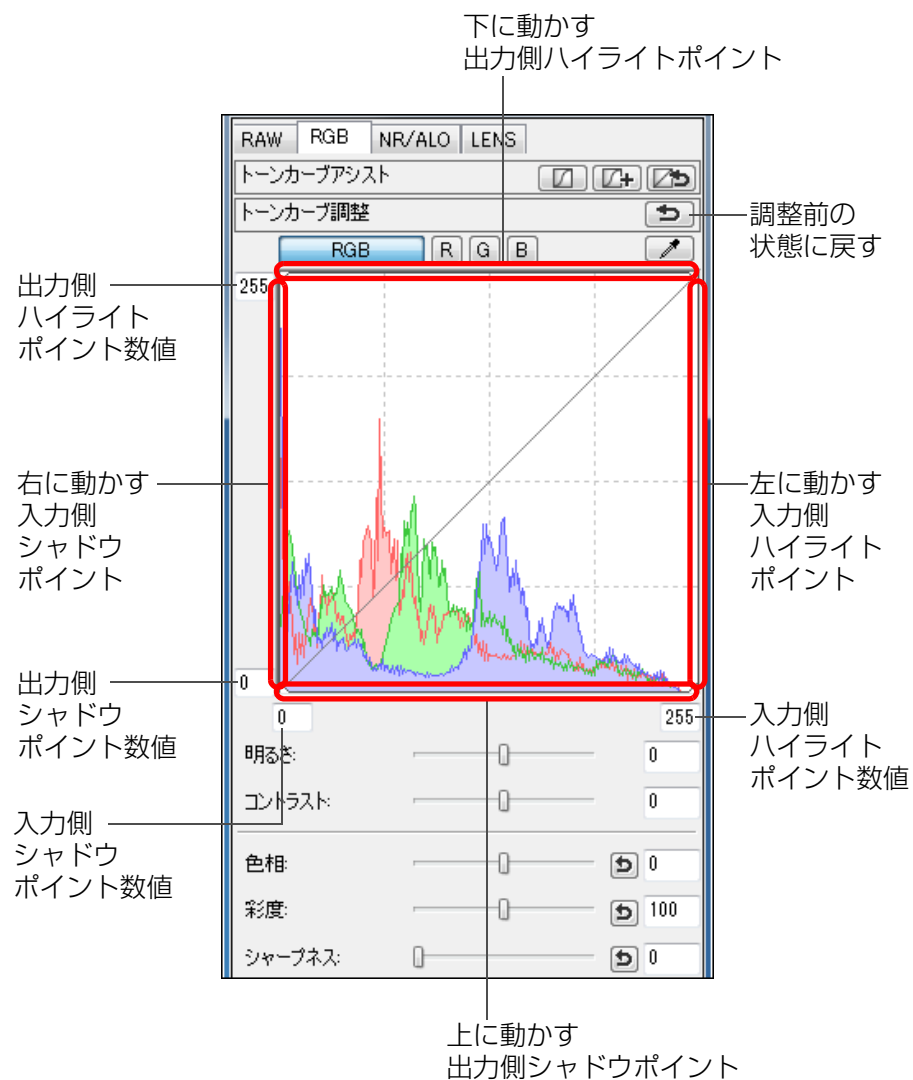 下に動かす
出力側ハイライトポイント
RAW RGB NR/ALO LENS
トーンカーブアシスト
トーンカーブ調整
調整前の
状態に戻す
RGB R G B
255
出力側
ハイライト
ポイント数値
右に動かす
入力側
シャドウ
ポイント
左に動かす
入力側
ハイライト
ポイント
出力側
シャドウ
ポイント数値
0
0 255
入力側
ハイライト
ポイント数値
明るさ: 0
コントラスト: 0
入力側
シャドウ
ポイント数値
色相: 0
彩度: 100
シャープネス: 0
上に動かす
出力側シャドウポイント